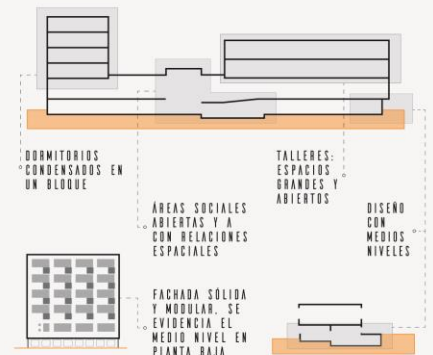 DORMITORIOS
CONDENSADOS EN
UN BLOQUE
TALLERES:
ESPACIOS
GRANDES Y
ABIERTOS
ÁREAS SOCIALES
ABIERTAS Y A
CON RELACIONES
ESPACIALES
DISEÑO
CON
MEDIOS
NIVELES
FACHADA SÓLIDA
Y MODULAR, SE
EVIDENCIA EL
MEDIO NIVEL EN
PLANTA BAJA